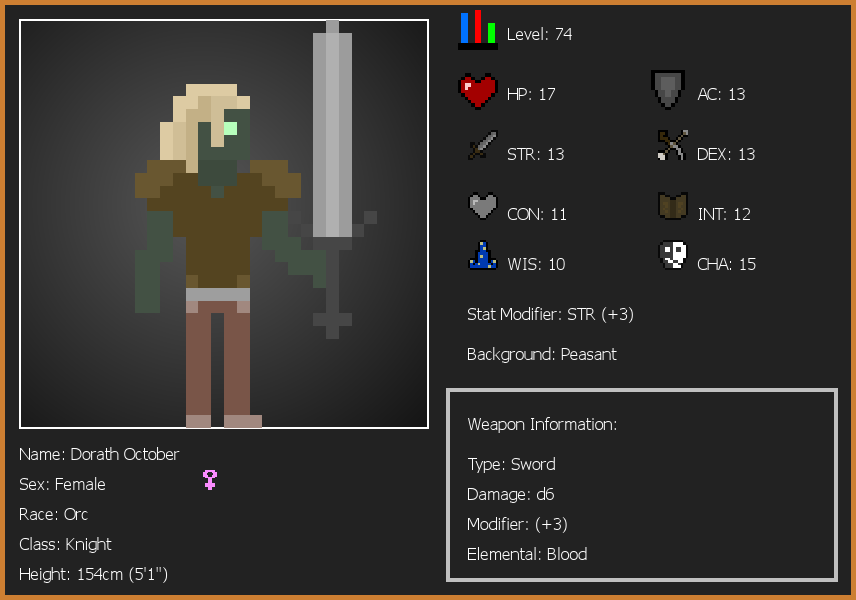 Level: 74
HP: 17
AC: 13
STR: 13
DEX: 13
CON: 11
INT: 12
WIS: 10
CHA: 15
Stat Modifier: STR (+3)
Background: Peasant
Weapon Information:
Type: Sword
Damage: d6
Modifier: (+3)
Elemental: Blood
Name: Dorath October
Sex: Female
Race: Orc
Class: Knight
Height: 154cm (5'1")